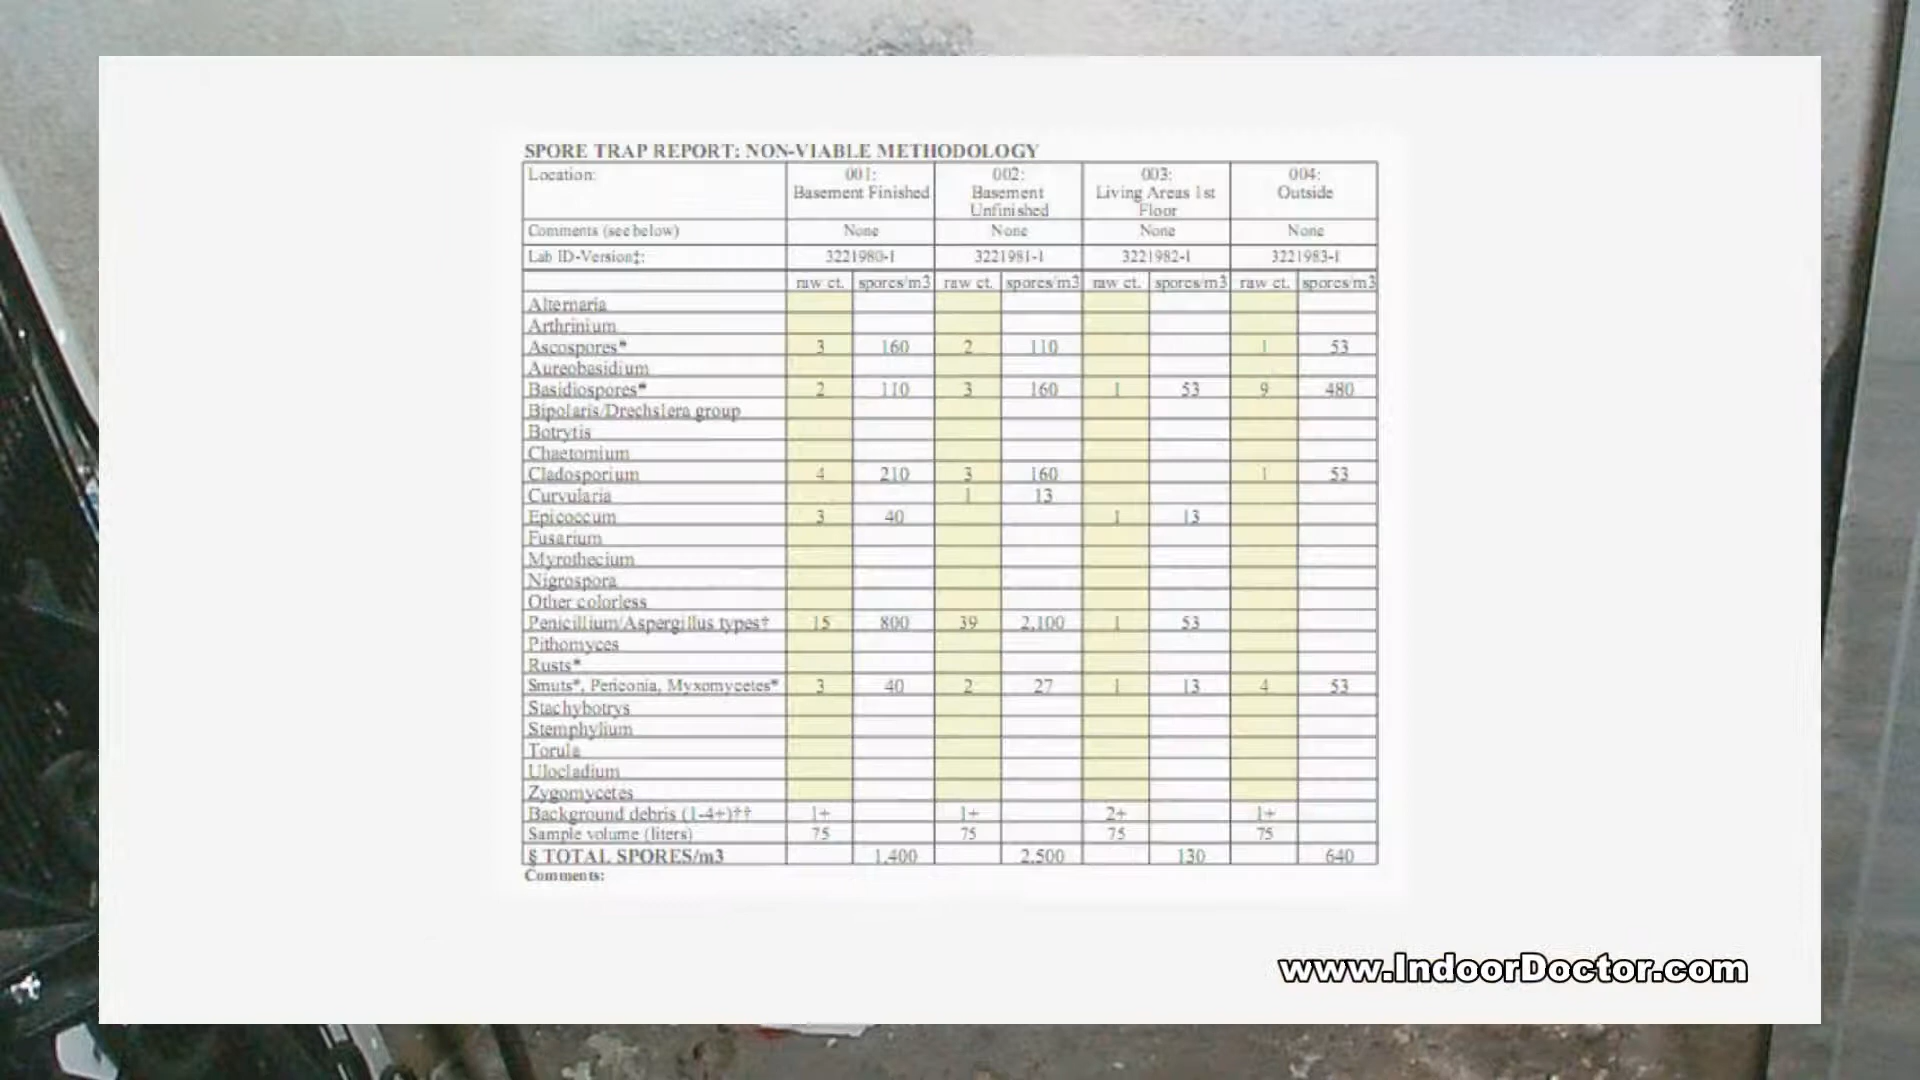 SPORE TRAP REPORT: NON-VIABLE METHODOLOGY
Location: 001: Basement Finished 002: Basement Unfinished 003: Living Areas 1st Floor 004: Outside
Comments (see below) None None None None
Lab ID-Version‡: 3221980-1 3221981-1 3221982-1 3221983-1
raw ct. spores/m3 raw ct. spores/m3 raw ct. spores/m3 raw ct. spores/m3
Alternaria
Arthrinium
Ascospores* 3 160 2 110 1 53
Aureobasidium
Basidiospores* 2 110 3 160 1 53 9 480
Bipolaris/Drechslera group
Botrytis
Chaetomium
Cladosporium 4 210 3 160 1 53
Curvularia 1 13
Epicoccum 3 40 1 13
Fusarium
Myrothecium
Nigrospora
Other colorless
Penicillium/Aspergillus types† 15 800 39 2,100 1 53
Pithomyces
Rusts*
Smuts*, Periconia, Myxomycetes* 3 40 2 27 1 13 4 53
Stachybotrys
Stemphylium
Torula
Ulocladium
Zygomycetes
Background debris (1-4+)†† 1+ 1+ 2+ 1+
Sample volume (liters) 75 75 75 75
§ TOTAL SPORES/m3 1,400 2,500 130 640
Comments:
www.IndoorDoctor.com